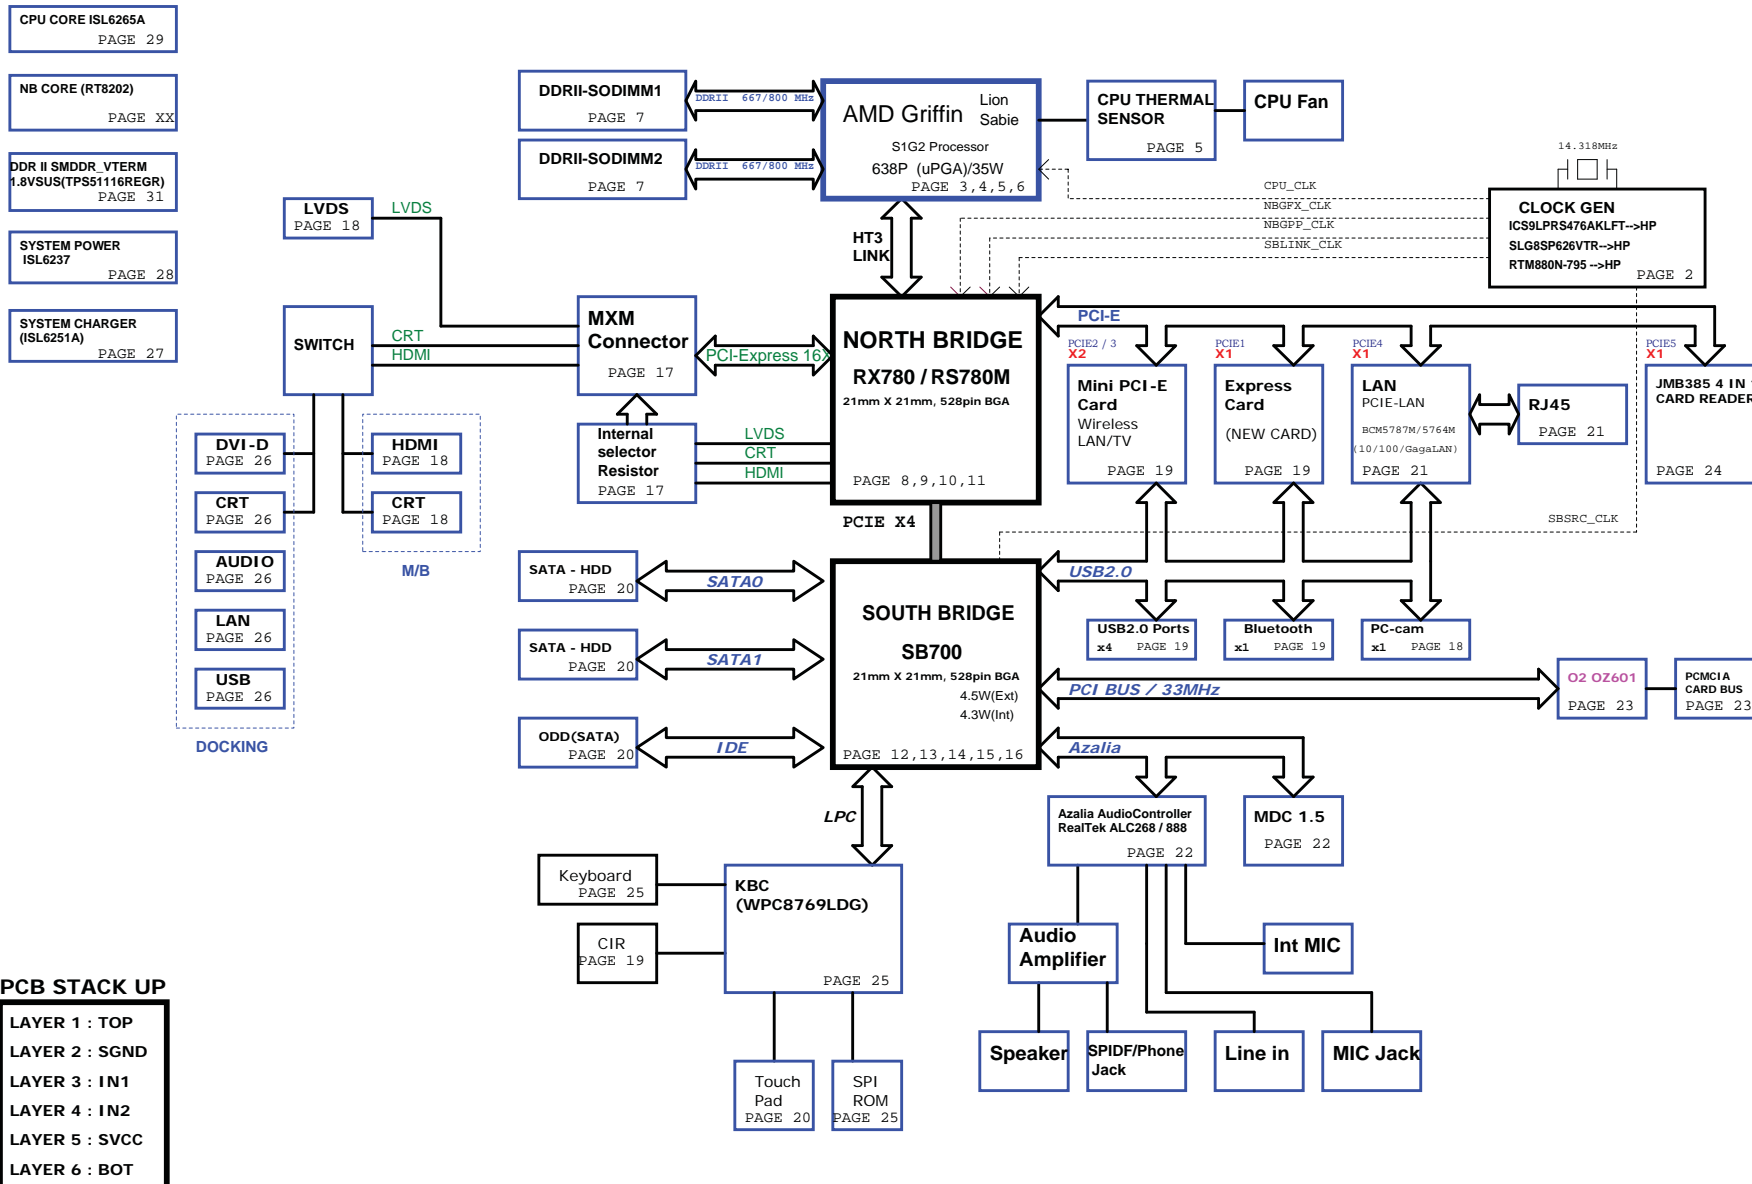 CPU CORE ISL6265A
PAGE 29
NB CORE (RT8202)
PAGE XX
DDR II SMDDR_VTERM
1.8VSUS(TPS51116REGR)
PAGE 31
SYSTEM POWER
ISL6237
PAGE 28
SYSTEM CHARGER
(ISL6251A)
PAGE 27
DDRII-SODIMM1
PAGE 7
DDRII 667/800 MHz
DDRII-SODIMM2
PAGE 7
DDRII 667/800 MHz
AMD Griffin
Lion
Sabie
S1G2 Processor
638P (uPGA)/35W
PAGE 3,4,5,6
CPU THERMAL
SENSOR
PAGE 5
CPU Fan
14.318MHz
CPU_CLK
NBGFX_CLK
NBGPP_CLK
SBLINK_CLK
CLOCK GEN
ICS9LPRS476AKLFT-->HP
SLG8SP626VTR-->HP
RTM880N-795 -->HP
PAGE 2
HT3
LINK
LVDS
PAGE 18
LVDS
SWITCH
CRT
HDMI
MXM
Connector
PAGE 17
PCI-Express 16X
NORTH BRIDGE
RX780 / RS780M
21mm X 21mm, 528pin BGA
PAGE 8,9,10,11
Internal
selector
Resistor
PAGE 17
LVDS
CRT
HDMI
PCI-E
PCIE2 / 3
X2
Mini PCI-E
Card
Wireless
LAN/TV
PAGE 19
PCIE1
X1
Express
Card
(NEW CARD)
PAGE 19
PCIE4
X1
LAN
PCIE-LAN
BCM5787M/5764M
(10/100/GagaLAN)
PAGE 21
RJ45
PAGE 21
PCIE5
X1
JMB385 4 IN
CARD READER
PAGE 24
DVI-D
PAGE 26
CRT
PAGE 26
AUDIO
PAGE 26
LAN
PAGE 26
USB
PAGE 26
DOCKING
HDMI
PAGE 18
CRT
PAGE 18
M/B
PCIE X4
SBSRC_CLK
SATA - HDD
PAGE 20
SATA0
SATA - HDD
PAGE 20
SATA1
ODD(SATA)
PAGE 20
IDE
SOUTH BRIDGE
SB700
21mm X 21mm, 528pin BGA
4.5W(Ext)
4.3W(Int)
PAGE 12,13,14,15,16
USB2.0
USB2.0 Ports
x4 PAGE 19
Bluetooth
x1 PAGE 19
PC-cam
x1 PAGE 18
PCI BUS / 33MHz
O2 OZ601
PAGE 23
PCMCIA
CARD BUS
PAGE 23
Azalia
Azalia AudioController
RealTek ALC268 / 888
PAGE 22
MDC 1.5
PAGE 22
LPC
Keyboard
PAGE 25
CIR
PAGE 19
KBC
(WPC8769LDG)
PAGE 25
Touch
Pad
PAGE 20
SPI
ROM
PAGE 25
Audio
Amplifier
Int MIC
Speaker
SPIDF/Phone
Jack
Line in
MIC Jack
PCB STACK UP
LAYER 1 : TOP
LAYER 2 : SGND
LAYER 3 : IN1
LAYER 4 : IN2
LAYER 5 : SVCC
LAYER 6 : BOT